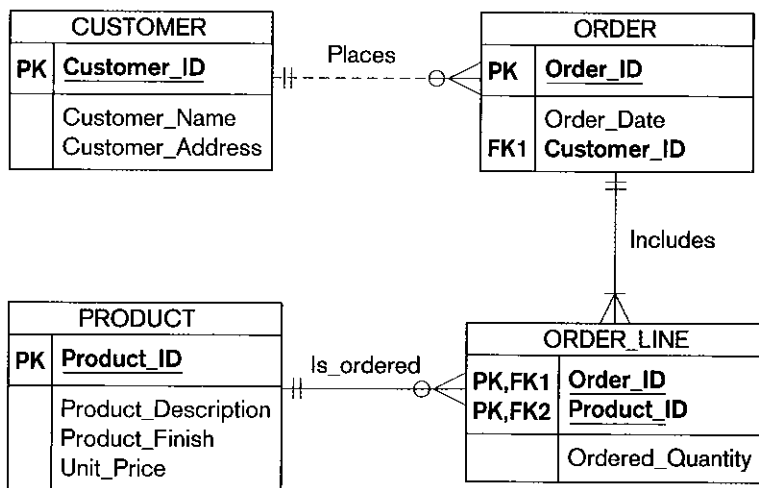 CUSTOMER
PK Customer_ID
Customer_Name
Customer_Address
Places
ORDER
PK Order_ID
Order_Date
FK1 Customer_ID
Includes
PRODUCT
PK Product_ID
Product_Description
Product_Finish
Unit_Price
Is_ordered
ORDER_LINE
PK,FK1 Order_ID
PK,FK2 Product_ID
Ordered_Quantity